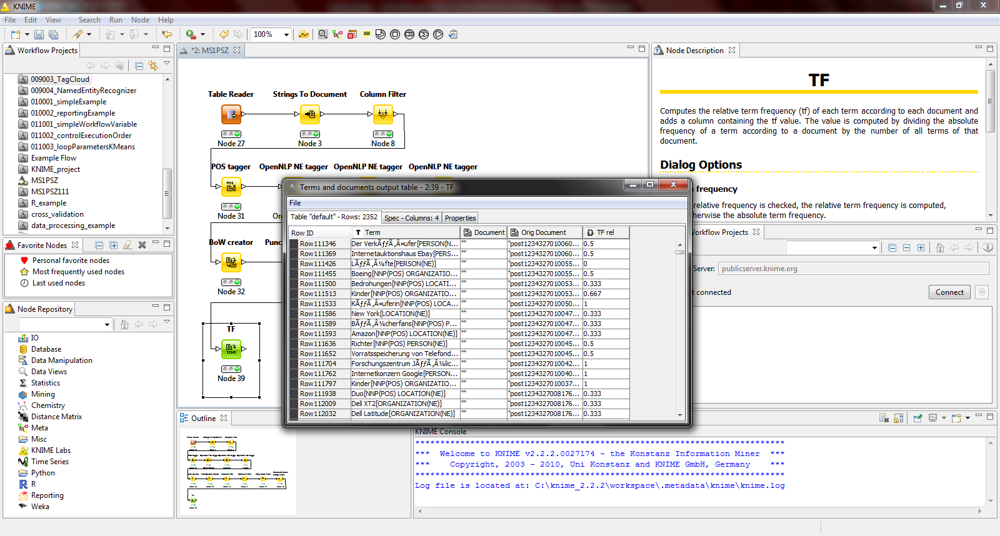 KNIME
File Edit View Search Run Node Help
100%
Workflow Projects
009003_TagCloud
009004_NamedEntityRecognizer
010001_simpleExample
010002_reportingExample
011001_simpleWorkflowVariable
011002_controlExecutionOrder
011003_loopParametersKMeans
Example Flow
KNIME_project
MS1PSZ
MS1PSZ111
R_example
cross_validation
data_processing_example
Favorite Nodes
Personal favorite nodes
Most frequently used nodes
Last used nodes
Node Repository
IO
Database
Data Manipulation
Data Views
Statistics
Mining
Chemistry
Distance Matrix
Meta
Misc
KNIME Labs
Time Series
Python
R
Reporting
Weka
*2: MS1PSZ
Table Reader Strings To Document Column Filter
Node 27 Node 3 Node 8
POS tagger OpenNLP NE tagger OpenNLP NE tagger OpenNLP NE tagger
POS
Node 31
BoW creator
Node 32
TF
12345
Node 39
Terms and documents output table - 2:39 - TF
File
Table "default" - Rows: 2352 Spec - Columns: 4 Properties
Row ID T Term Document Orig Document D TF rel
Row111346 Der VerkÃƒÆ’Ã‚Â¤ufer[PERSON(N... "" "post1234327010060... 0.5
Row111369 Internetauktionshaus Ebay[PERS... "" "post1234327010060... 0.5
Row111426 LÃƒÆ’Ã‚Â¼fte[PERSON(NE)] "" "post1234327010055... 0
Row111455 Boeing[NNP(POS) ORGANIZATIO... "" "post1234327010055... 0.5
Row111500 Bedrohungen[NNP(POS) LOCATI... "" "post1234327010053... 0.333
Row111513 Kinder[NNP(POS) ORGANIZATIO... "" "post1234327010053... 0.667
Row111533 KÃƒÆ’Ã‚Â¤uferin[NNP(POS) LOCA... "" "post1234327010050... 1
Row111586 New York[LOCATION(NE)] "" "post1234327010047... 0.333
Row111589 BÃƒÆ’Ã‚Â¼cherfans[NNP(POS) P... "" "post1234327010047... 0.333
Row111593 Amazon[NNP(POS) LOCATION(NE)] "" "post1234327010047... 0.333
Row111636 Richter[NNP(POS) PERSON(NE)] "" "post1234327010045... 0.5
Row111652 Vorratsspeicherung von Telefond... "" "post1234327010045... 0.5
Row111704 Forschungszentrum JÃƒÆ’Ã‚Â¼lic... "" "post1234327010042... 1
Row111762 Internetkonzern Google[PERSON... "" "post1234327010040... 1
Row111797 Kinder[NNP(POS) ORGANIZATIO... "" "post1234327010037... 1
Row111938 Duo[NNP(POS) LOCATION(NE)] "" "post1234327008176... 0.333
Row112009 Dell XT2[ORGANIZATION(NE)] "" "post1234327008176... 0.333
Row112032 Dell Latitude[ORGANIZATION(NE)] "" "post1234327008176... 0.333
Node Description
TF
Computes the relative term frequency (tf) of each term according to each document and
adds a column containing the tf value. The value is computed by dividing the absolute
frequency of a term according to a document by the number of all terms of that
document.
Dialog Options
frequency
relative frequency is checked, the relative term frequency is computed,
herwise the absolute term frequency.
orkflow Projects
Server: publicserver.knime.org
t connected
Connect
Outline
KNIME Console
***************************************************************************
*** Welcome to KNIME v2.2.2.0027174 - the Konstanz Information Miner ***
*** Copyright, 2003 - 2010, Uni Konstanz and KNIME GmbH, Germany ***
***************************************************************************
Log file is located at: C:\knime_2.2.2\workspace\.metadata\knime\knime.log